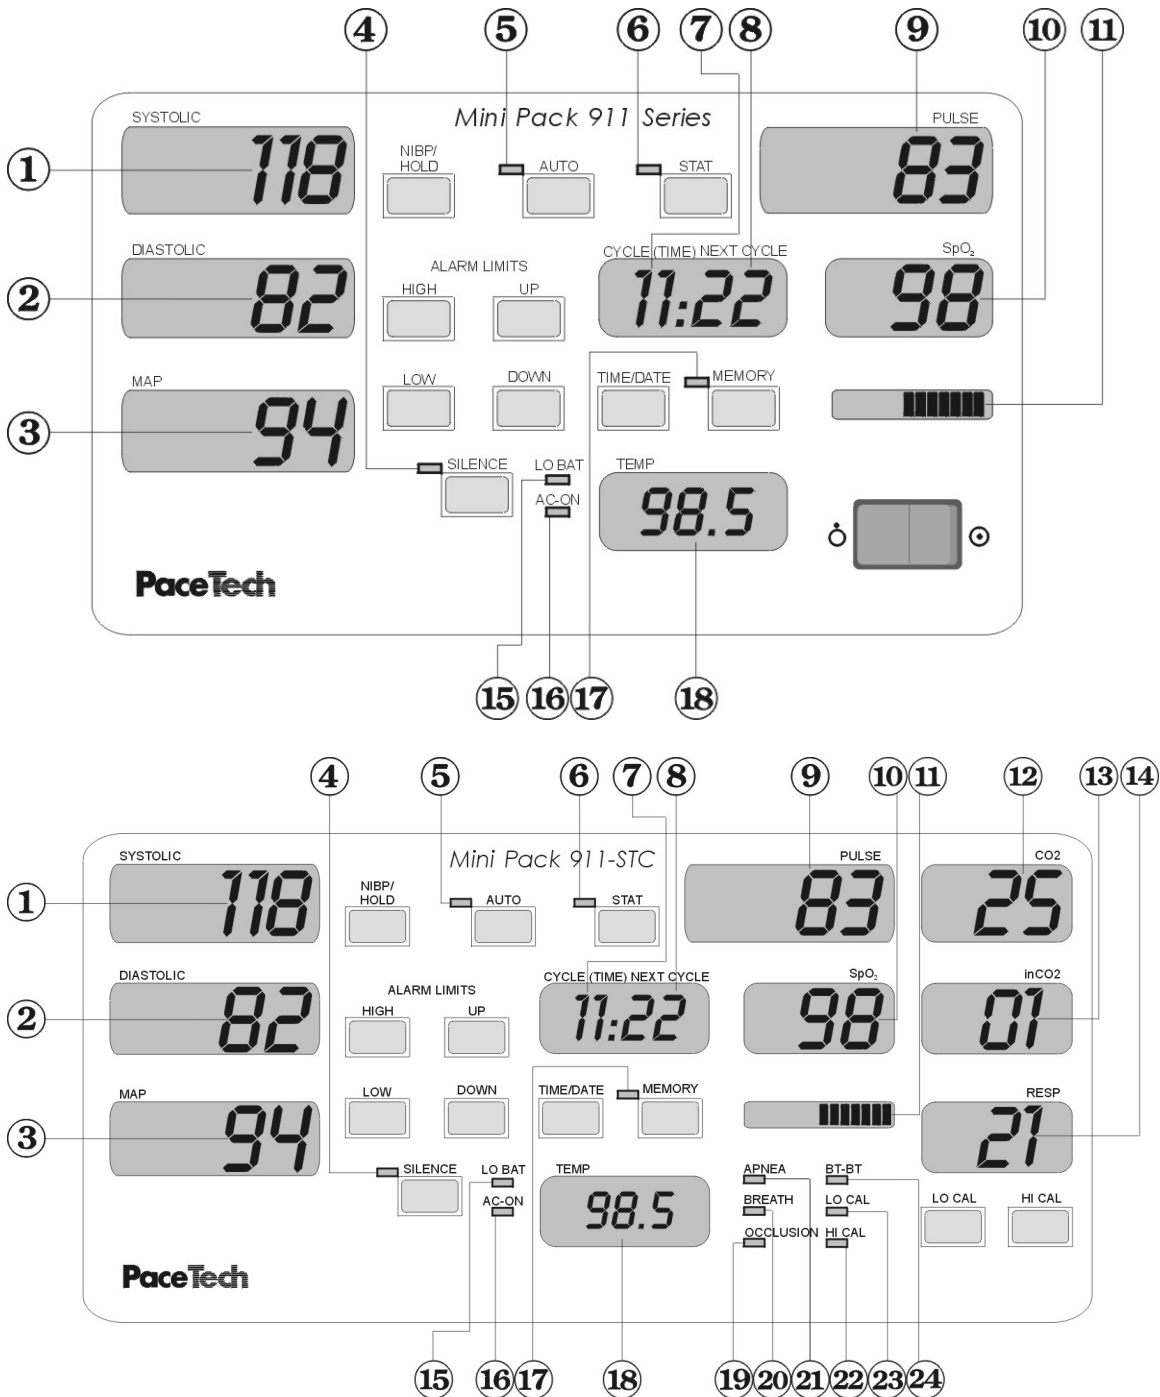 4 5 6 7 8 9 10 11
Mini Pack 911 Series
SYSTOLIC
PULSE
1
118
NIBP/
HOLD
AUTO
STAT
83
DIASTOLIC
CYCLE (TIME) NEXT CYCLE
SpO₂
2
82
ALARM LIMITS
HIGH
UP
11:22
98
10
MAP
LOW
DOWN
TIME/DATE
MEMORY
3
94
SILENCE
LO BAT
AC-ON
TEMP
98.5
PaceTech
15 16 17 18
4 5 6 7 8 9 10 11 12 13 14
SYSTOLIC
Mini Pack 911-STC
PULSE
CO2
1
118
NIBP/
HOLD
AUTO
STAT
83
25
DIASTOLIC
CYCLE (TIME) NEXT CYCLE
SpO₂
inCO2
2
82
ALARM LIMITS
HIGH
UP
11:22
98
01
MAP
LOW
DOWN
TIME/DATE
MEMORY
RESP
3
94
21
SILENCE
LO BAT
AC-ON
TEMP
98.5
APNEA
BT-BT
BREATH
LO CAL
OCCLUSION
HI CAL
LO CAL
HI CAL
PaceTech
15 16 17 18 19 20 21 22 23 24